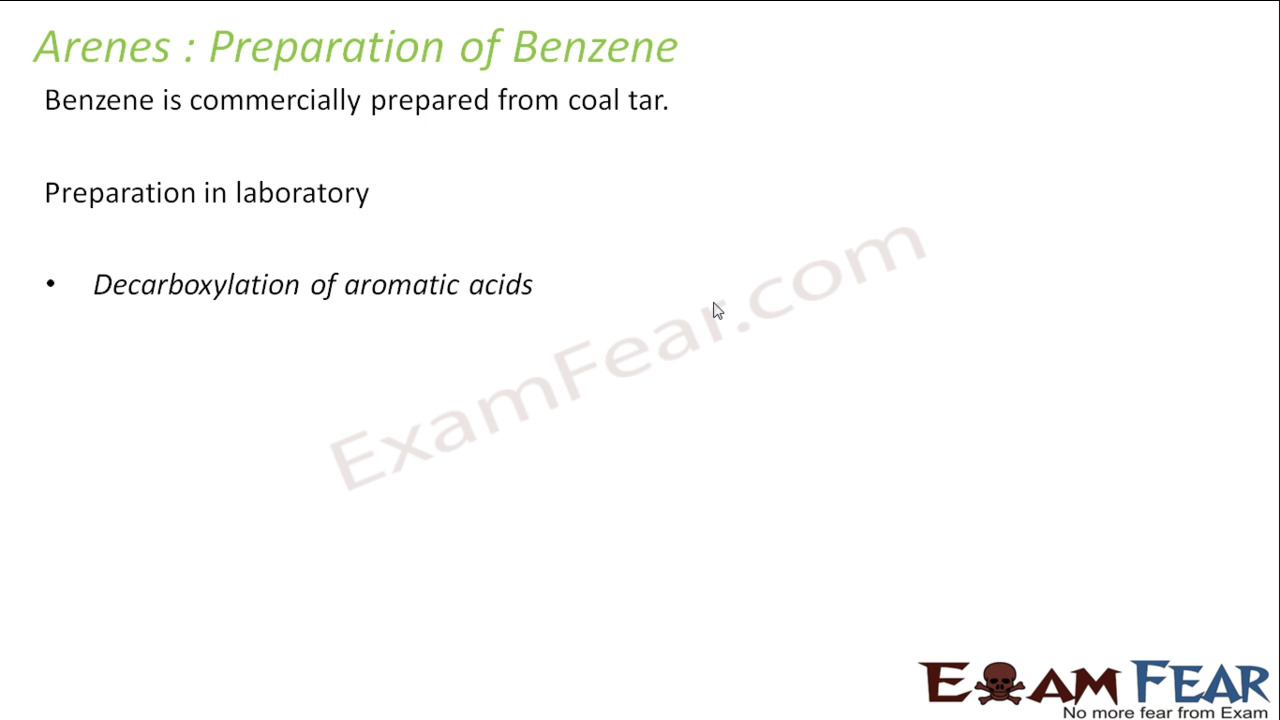 Arenes : Preparation of Benzene
Benzene is commercially prepared from coal tar.
Preparation in laboratory
• Decarboxylation of aromatic acids
ExamFear.com
EXAM FEAR
No more fear from Exam